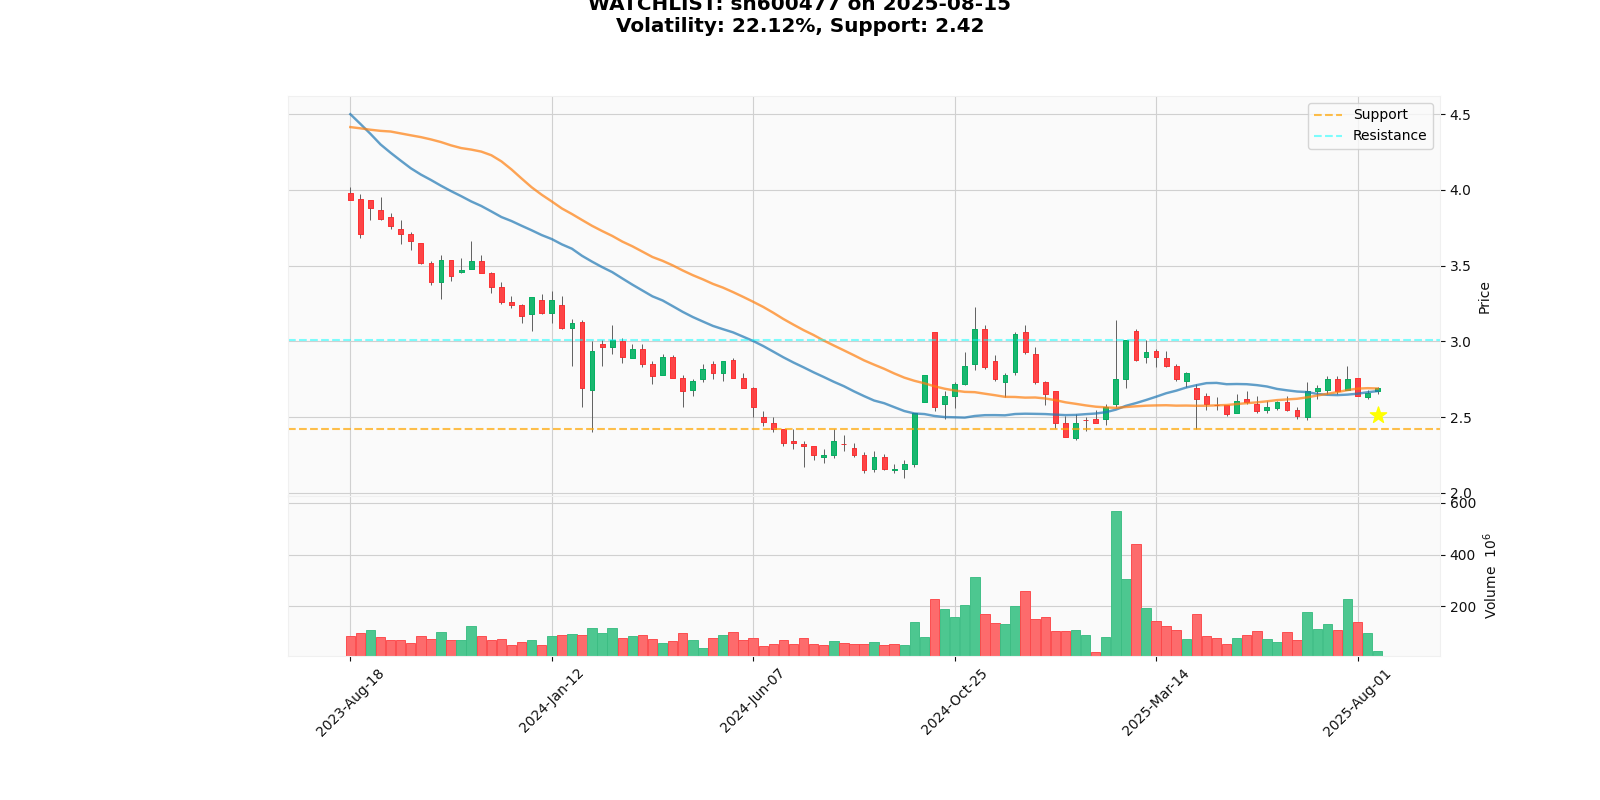 WATCHLIST: sh600477 on 2025-08-15
Volatility: 22.12%, Support: 2.42
Support
Resistance
4.5
4.0
3.5
3.0
2.5
2.0
Price
600
400
200
Volume 10⁶
2023-Aug-18
2024-Jan-12
2024-Jun-07
2024-Oct-25
2025-Mar-14
2025-Aug-01